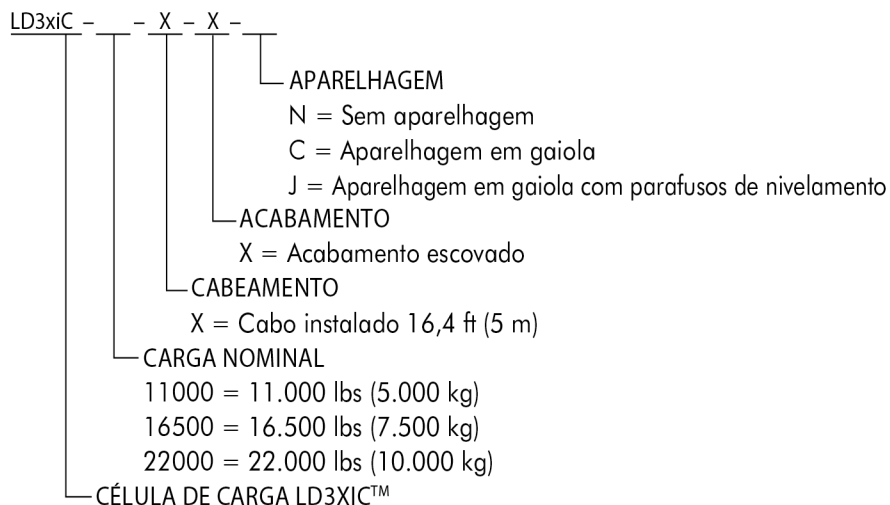 LD3xiC – – X – X –
APARELHAGEM
N = Sem aparelhagem
C = Aparelhagem em gaiola
J = Aparelhagem em gaiola com parafusos de nivelamento
ACABAMENTO
X = Acabamento escovado
CABEAMENTO
X = Cabo instalado 16,4 ft (5 m)
CARGA NOMINAL
11000 = 11.000 lbs (5.000 kg)
16500 = 16.500 lbs (7.500 kg)
22000 = 22.000 lbs (10.000 kg)
CÉLULA DE CARGA LD3XIC™